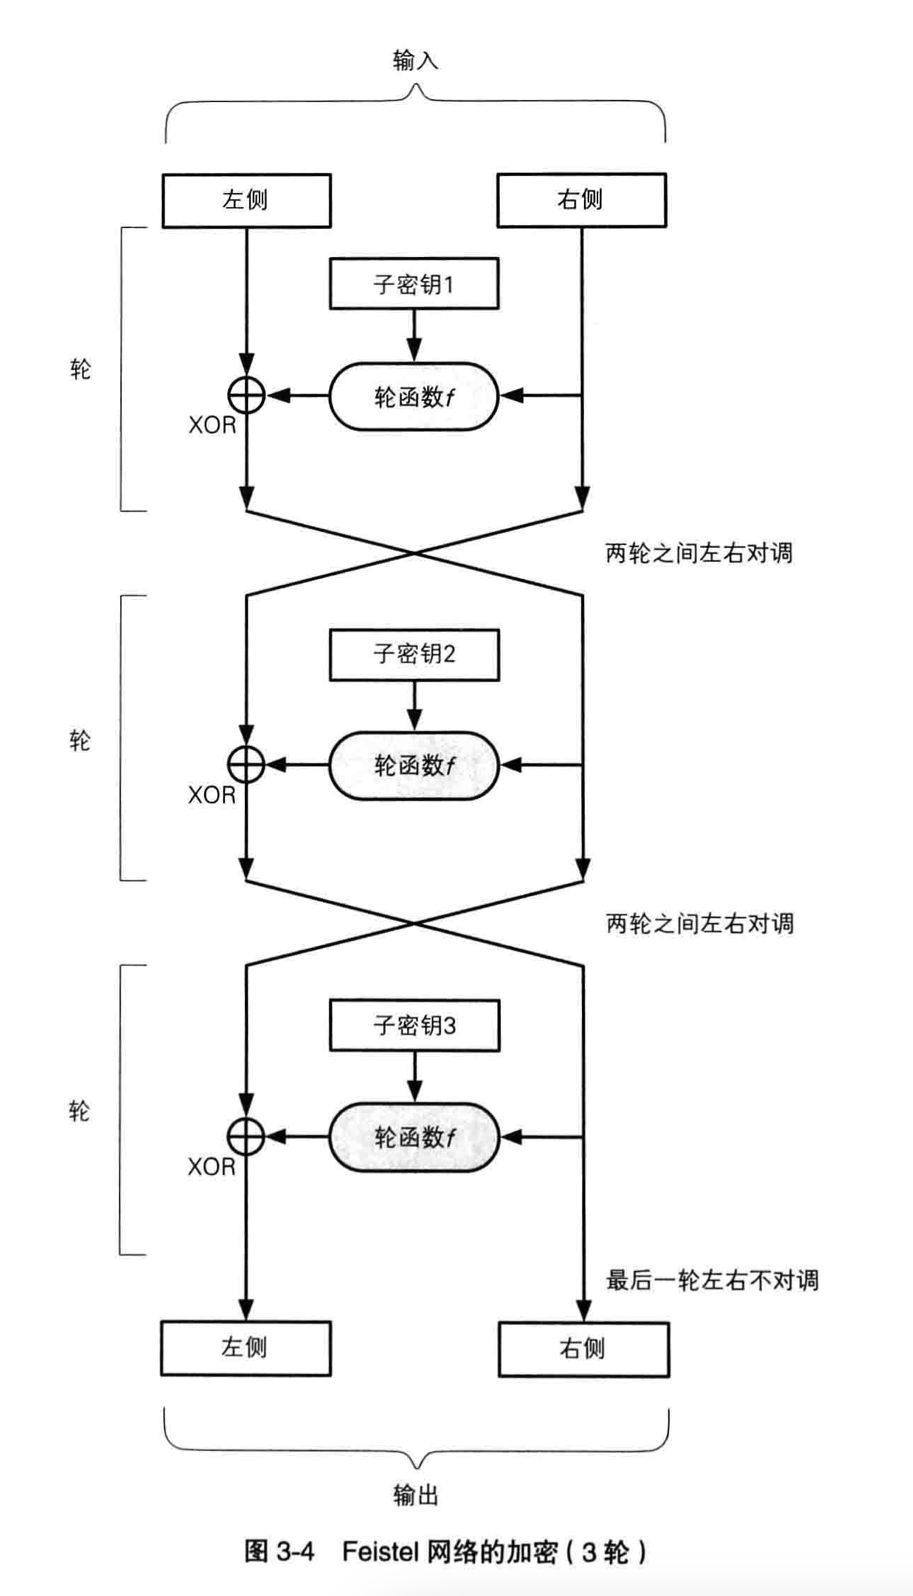 输入
左侧
右侧
子密钥1
轮
轮函数f
XOR
两轮之间左右对调
子密钥2
轮
轮函数f
XOR
两轮之间左右对调
子密钥3
轮
轮函数f
XOR
最后一轮左右不对调
左侧
右侧
输出
图 3-4 Feistel 网络的加密(3 轮)